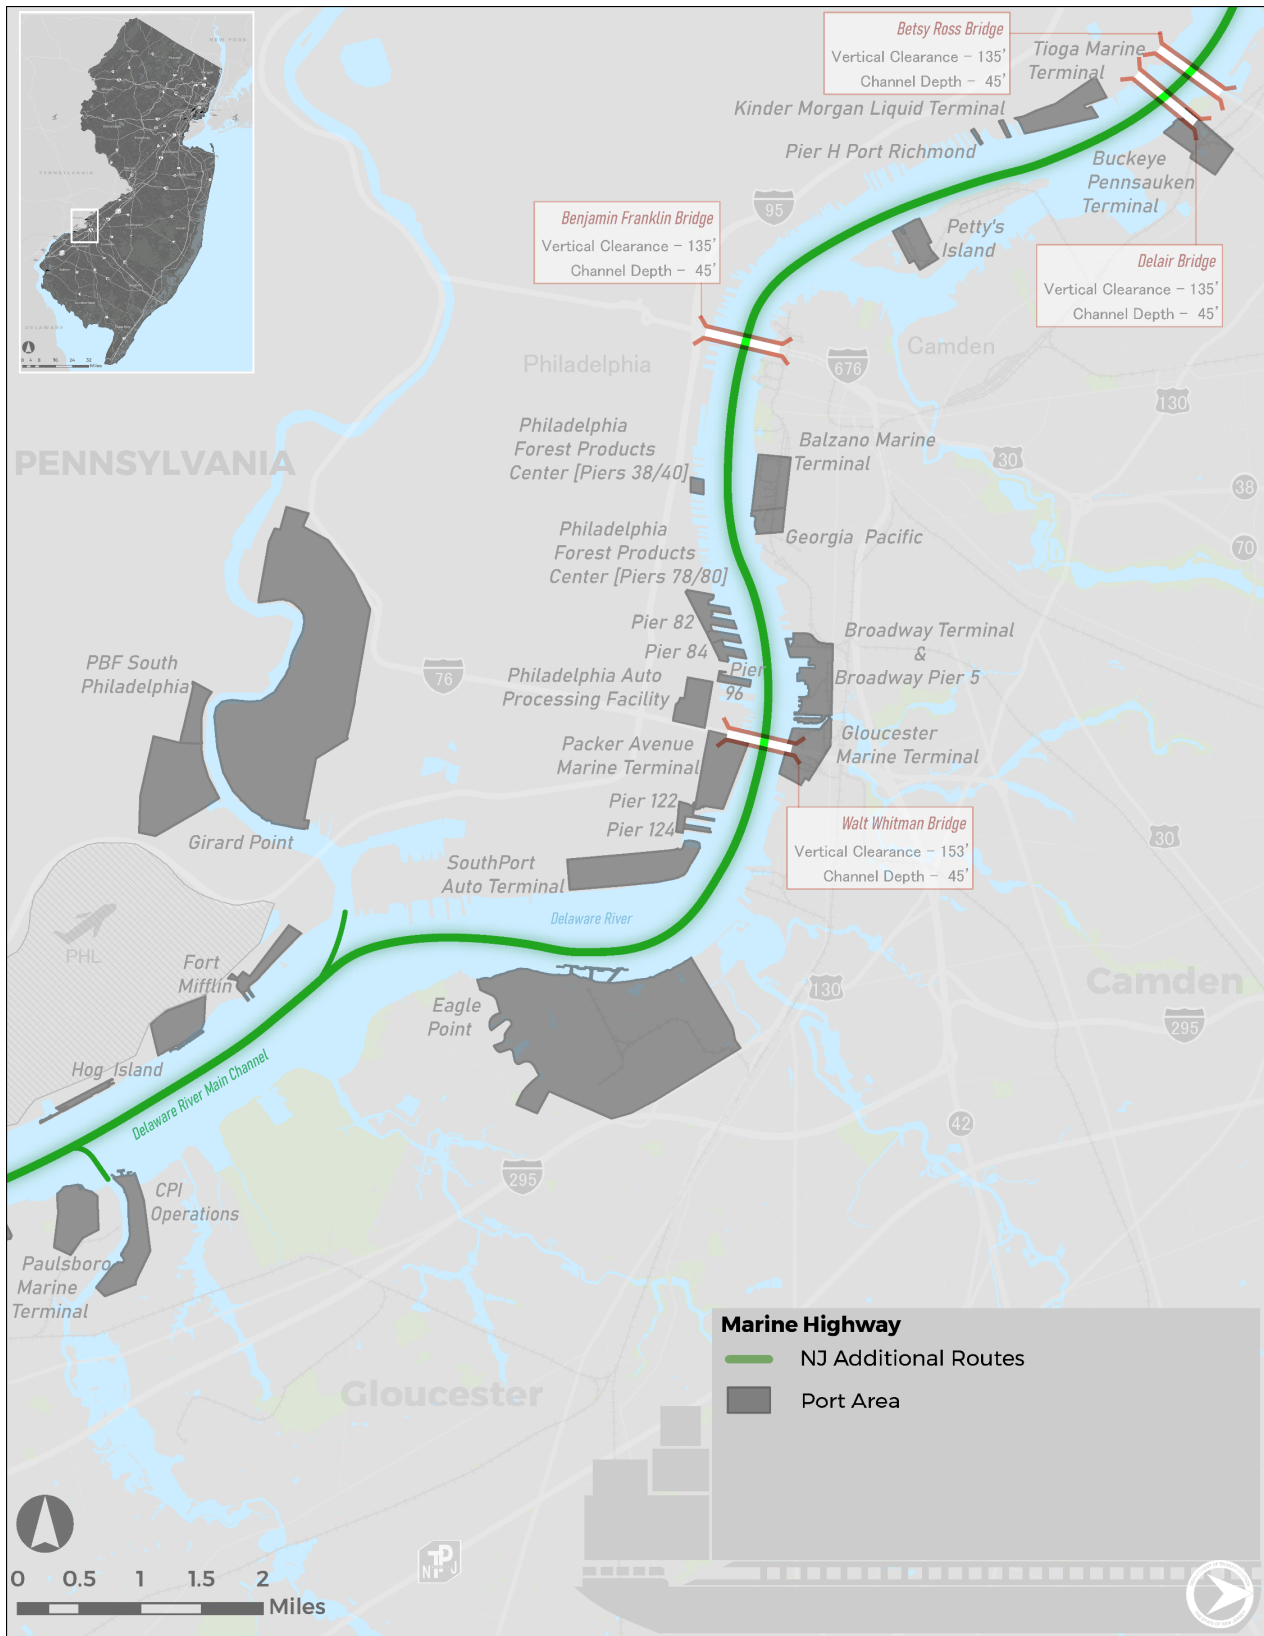 NEW YORK
PENNSYLVANIA
DELAWARE
Miles
Betsy Ross Bridge
Vertical Clearance - 135'
Channel Depth - 45'
Tioga Marine
Terminal
Kinder Morgan Liquid Terminal
Pier H Port Richmond
Buckeye
Pennsauken
Terminal
95
Benjamin Franklin Bridge
Vertical Clearance - 135'
Channel Depth - 45'
Petty's
Island
Delair Bridge
Vertical Clearance - 135'
Channel Depth - 45'
Philadelphia
Camden
676
130
Philadelphia
Forest Products
Center [Piers 38/40]
Balzano Marine
Terminal
30
PENNSYLVANIA
38
Georgia Pacific
70
Philadelphia
Forest Products
Center [Piers 78/80]
Pier 82
Pier 84
Broadway Terminal
&
Broadway Pier 5
PBF South
Philadelphia
76
Philadelphia Auto
Processing Facility
Pier
96
Packer Avenue
Marine Terminal
Gloucester
Marine Terminal
Pier 122
Pier 124
Girard Point
Walt Whitman Bridge
Vertical Clearance - 153'
Channel Depth - 45'
30
SouthPort
Auto Terminal
Delaware River
PHL
Fort
Mifflin
Eagle
Point
130
Camden
295
Hog Island
Delaware River Main Channel
42
295
CPI
Operations
Paulsboro
Marine
Terminal
Gloucester
Marine Highway
NJ Additional Routes
Port Area
NJTP
0 0.5 1 1.5 2
Miles